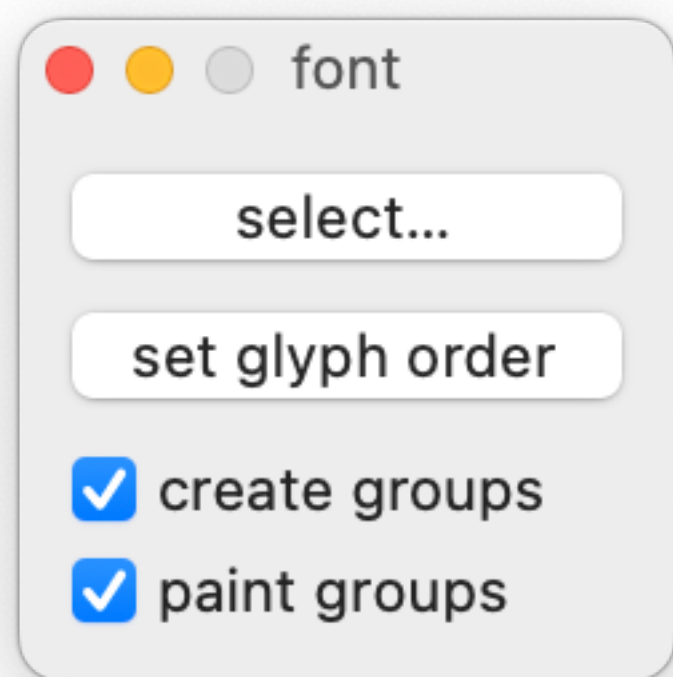 font
select...
set glyph order
create groups
paint groups